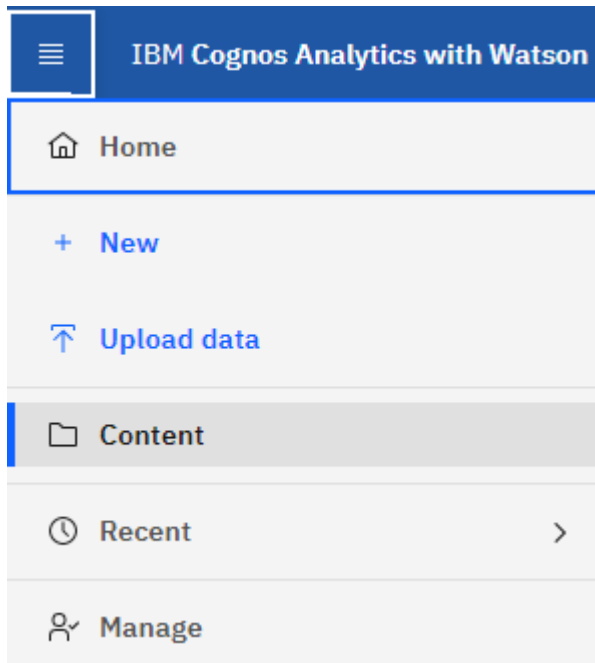 IBM Cognos Analytics with Watson
Home
New
Upload data
Content
Recent
Manage